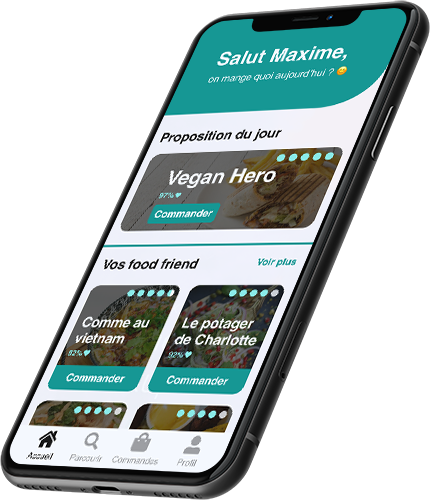 Salut Maxime,
on mange quoi aujourd'hui ? 😋
Proposition du jour
Vegan Hero
97% ♥
Commander
Vos food friend
Voir plus
Comme au
vietnam
82% ♥
Commander
Le potager
de Charlotte
92% ♥
Commander
Accueil
Parcourir
Commandes
Profil